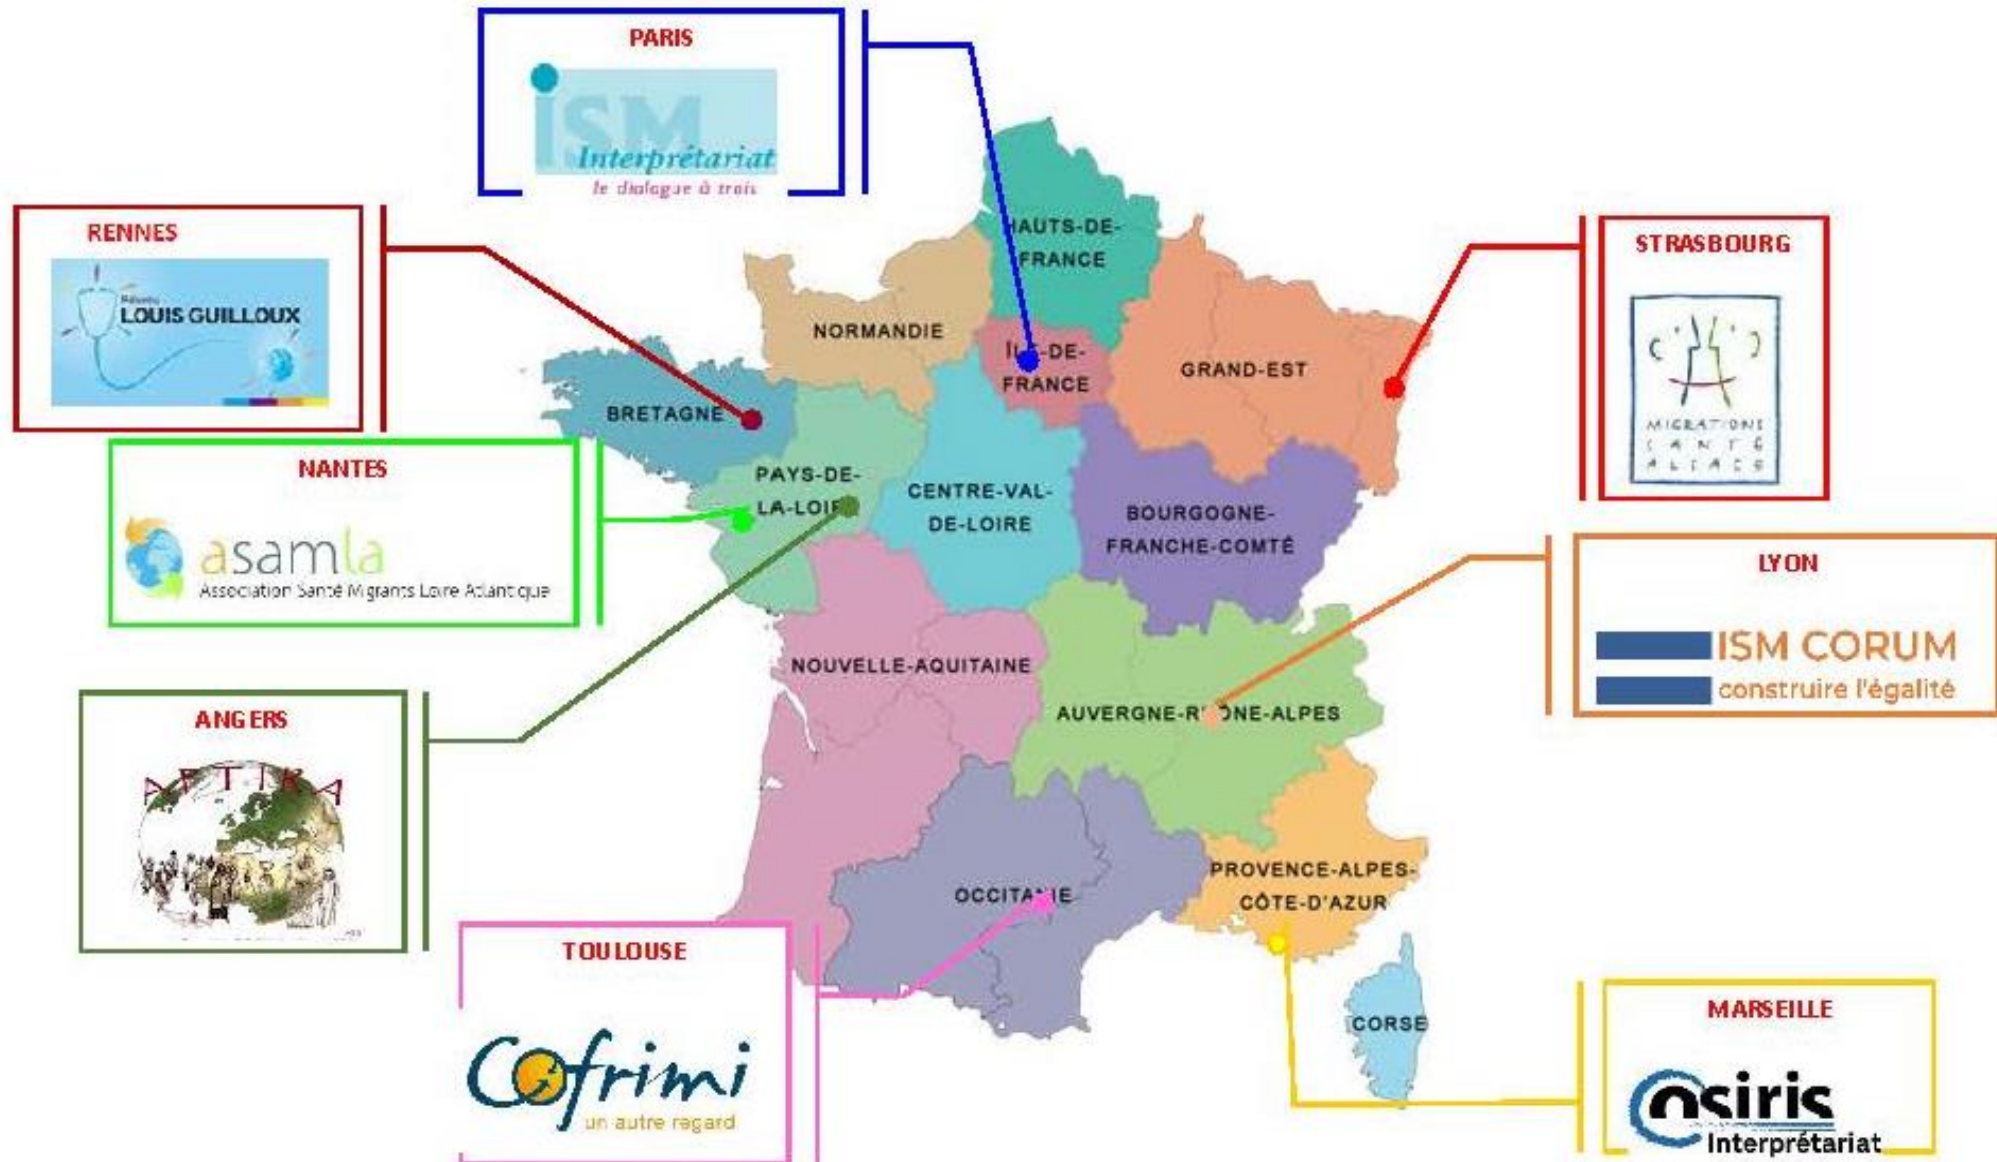 PARIS
iSM
Interprétariat
le dialogue à trois
RENNES
Réseau
LOUIS GUILLOUX
STRASBOURG
MIGRATIONS
SANTÉ
ALSACE
NANTES
asamla
Association Santé Migrants Loire Atlantique
LYON
ISM CORUM
construire l'égalité
ANGERS
APTIRA
TOULOUSE
Cofrimi
un autre regard
MARSEILLE
Osiris
Interprétariat
HAUTS-DE-
FRANCE
NORMANDIE
ÎLE-DE-
FRANCE
GRAND-EST
BRETAGNE
PAYS-DE-
LA-LOIRE
CENTRE-VAL-
DE-LOIRE
BOURGOGNE-
FRANCHE-COMTÉ
NOUVELLE-AQUITAINE
AUVERGNE-RHÔNE-ALPES
OCCITANIE
PROVENCE-ALPES-
CÔTE-D'AZUR
CORSE